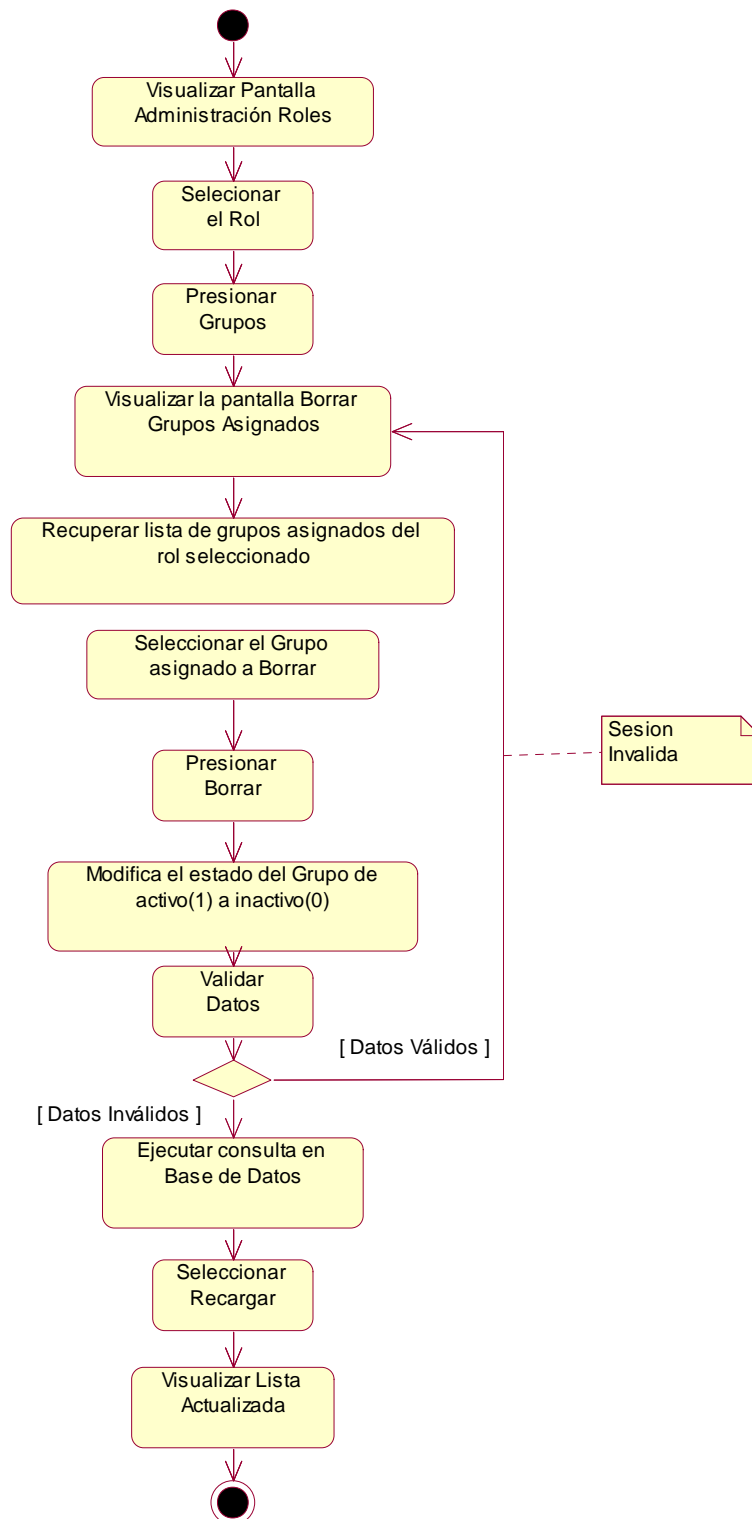 Visualizar Pantalla
Administración Roles
Selecionar
el Rol
Presionar
Grupos
Visualizar la pantalla Borrar
Grupos Asignados
Recuperar lista de grupos asignados del
rol seleccionado
Seleccionar el Grupo
asignado a Borrar
Sesion
Invalida
Presionar
Borrar
Modifica el estado del Grupo de
activo(1) a inactivo(0)
Validar
Datos
[ Datos Válidos ]
[ Datos Inválidos ]
Ejecutar consulta en
Base de Datos
Seleccionar
Recargar
Visualizar Lista
Actualizada